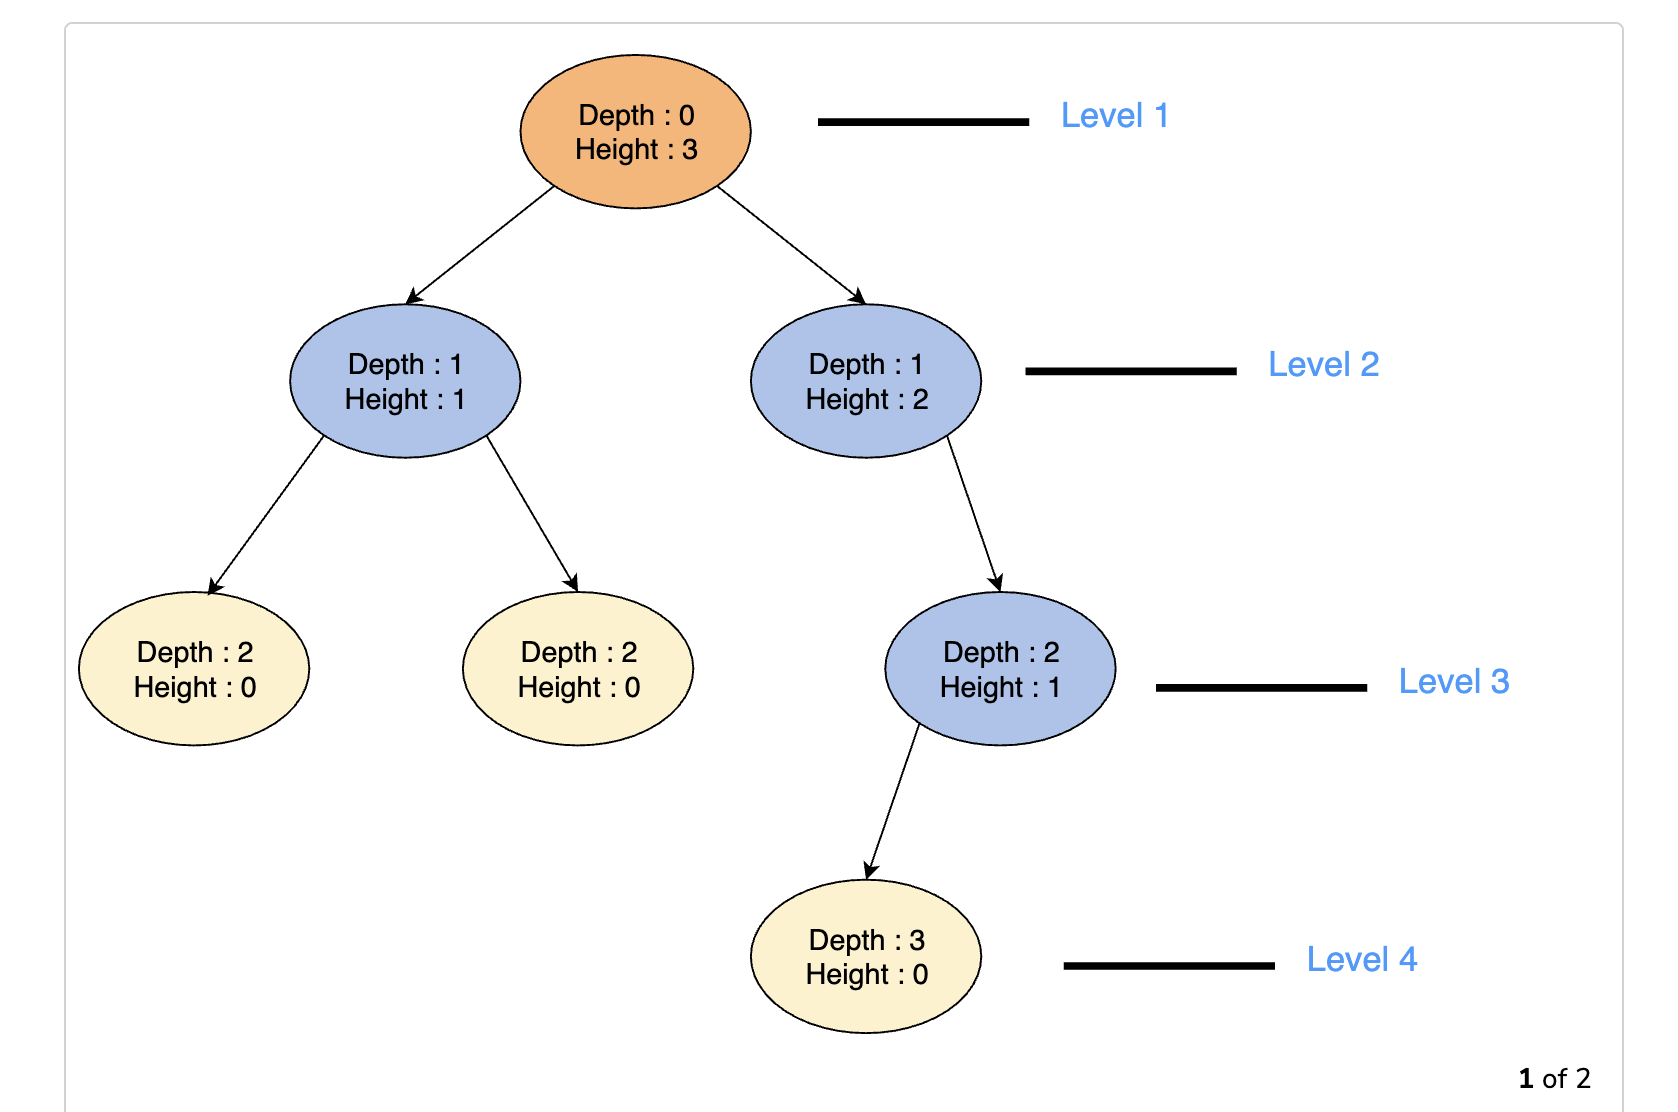 Depth : 0
Height : 3
Level 1
Depth : 1
Height : 1
Depth : 1
Height : 2
Level 2
Depth : 2
Height : 0
Depth : 2
Height : 0
Depth : 2
Height : 1
Level 3
Depth : 3
Height : 0
Level 4
1 of 2